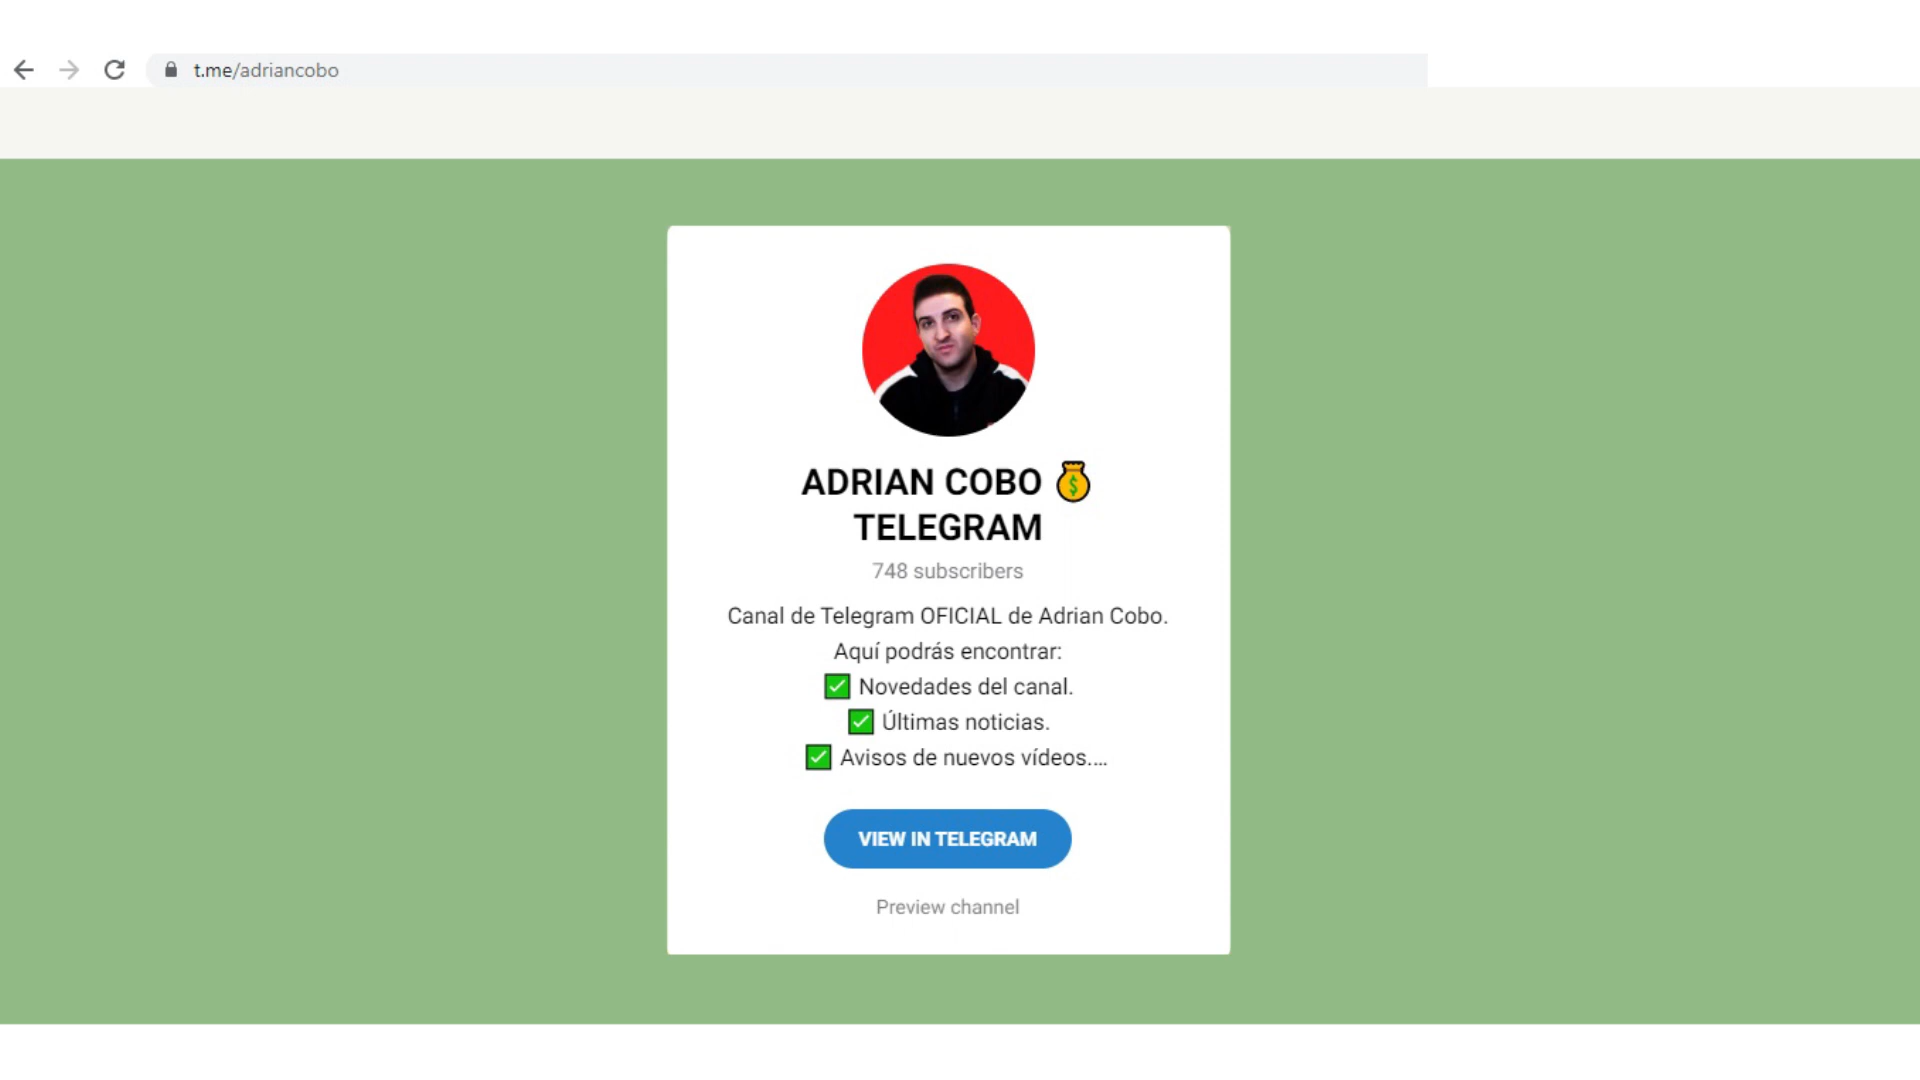 t.me/adriancobo
ADRIAN COBO 💰
TELEGRAM
748 subscribers
Canal de Telegram OFICIAL de Adrian Cobo.
Aquí podrás encontrar:
✅ Novedades del canal.
✅ Últimas noticias.
✅ Avisos de nuevos vídeos....
VIEW IN TELEGRAM
Preview channel